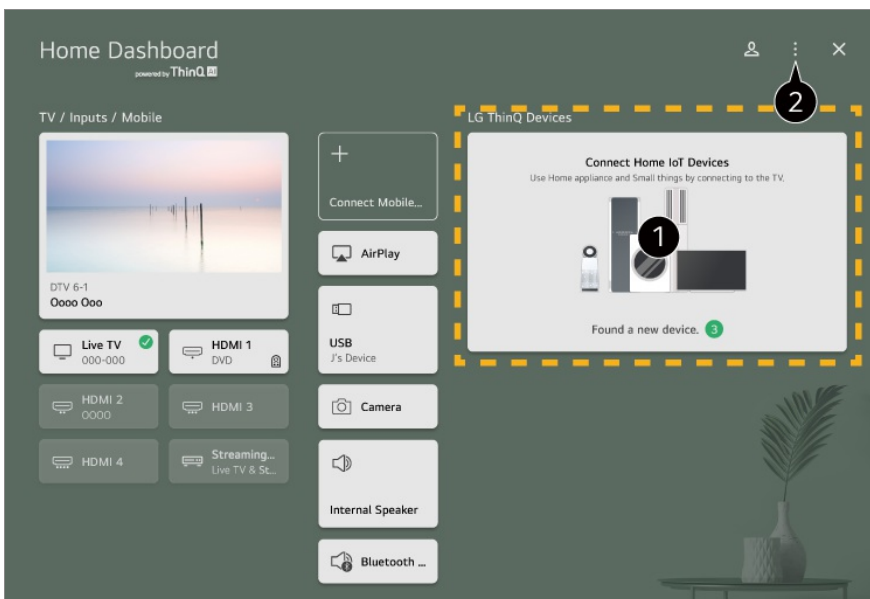 Home Dashboard
powered by ThinQ AI
2
TV / Inputs / Mobile
DTV 6-1
Oooo Ooo
Live TV
000-000
HDMI 1
DVD
HDMI 2
OOOO
HDMI 3
HDMI 4
Streaming...
Live TV & St...
+
Connect Mobile...
AirPlay
USB
J's Device
Camera
Internal Speaker
Bluetooth ...
LG ThinQ Devices
Connect Home IoT Devices
Use Home appliance and Small things by connecting to the TV.
1
Found a new device. 3